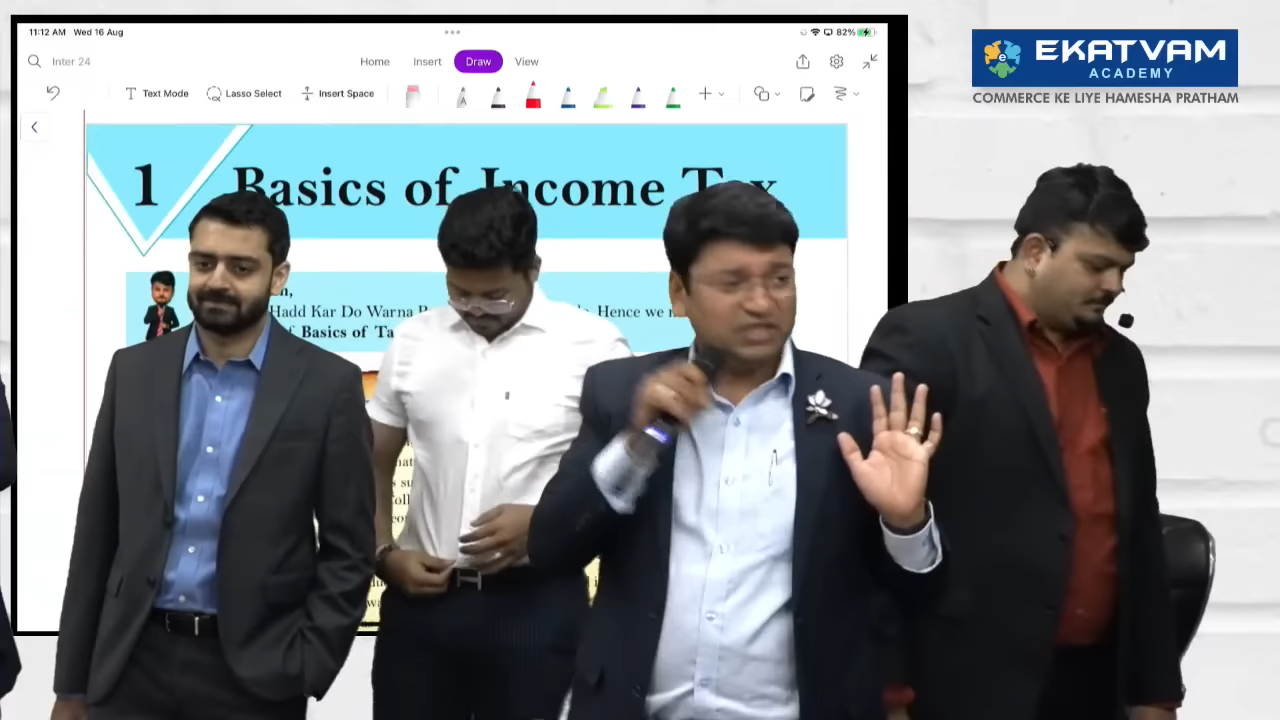 11:12 AM Wed 16 Aug
82%
EKATVAM
ACADEMY
COMMERCE KE LIYE HAMESHA PRATHAM
Inter 24
Home Insert Draw View
Text Mode Lasso Select Insert Space
1 Basics of Income Tax
Hadd Kar Do Warna Hence we
Basics of